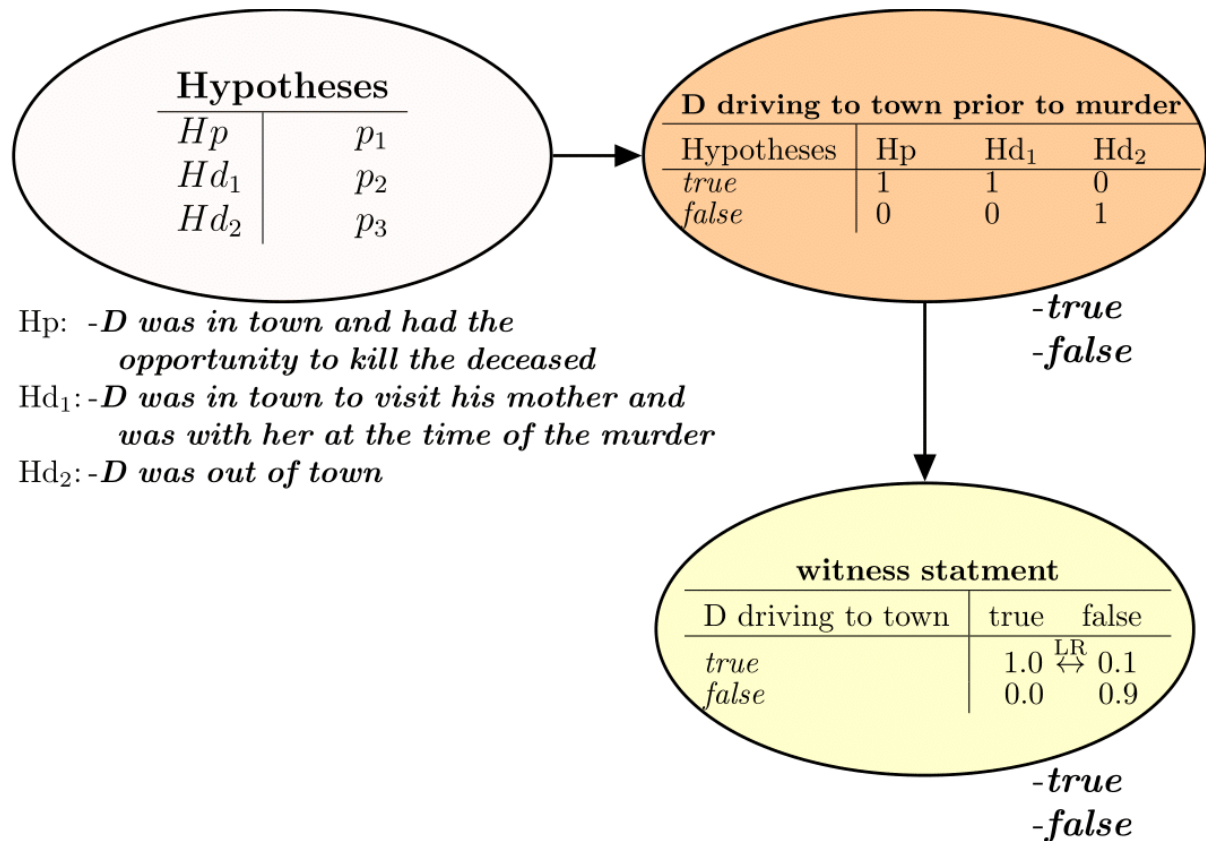 Hypotheses
Hp p₁
Hd₁ p₂
Hd₂ p₃
Hp: -D was in town and had the
opportunity to kill the deceased
Hd₁: -D was in town to visit his mother and
was with her at the time of the murder
Hd₂: -D was out of town
D driving to town prior to murder
Hypotheses Hp Hd₁ Hd₂
true 1 1 0
false 0 0 1
-true
-false
witness statment
D driving to town true false
LR
true 1.0 ↔ 0.1
false 0.0 0.9
-true
-false